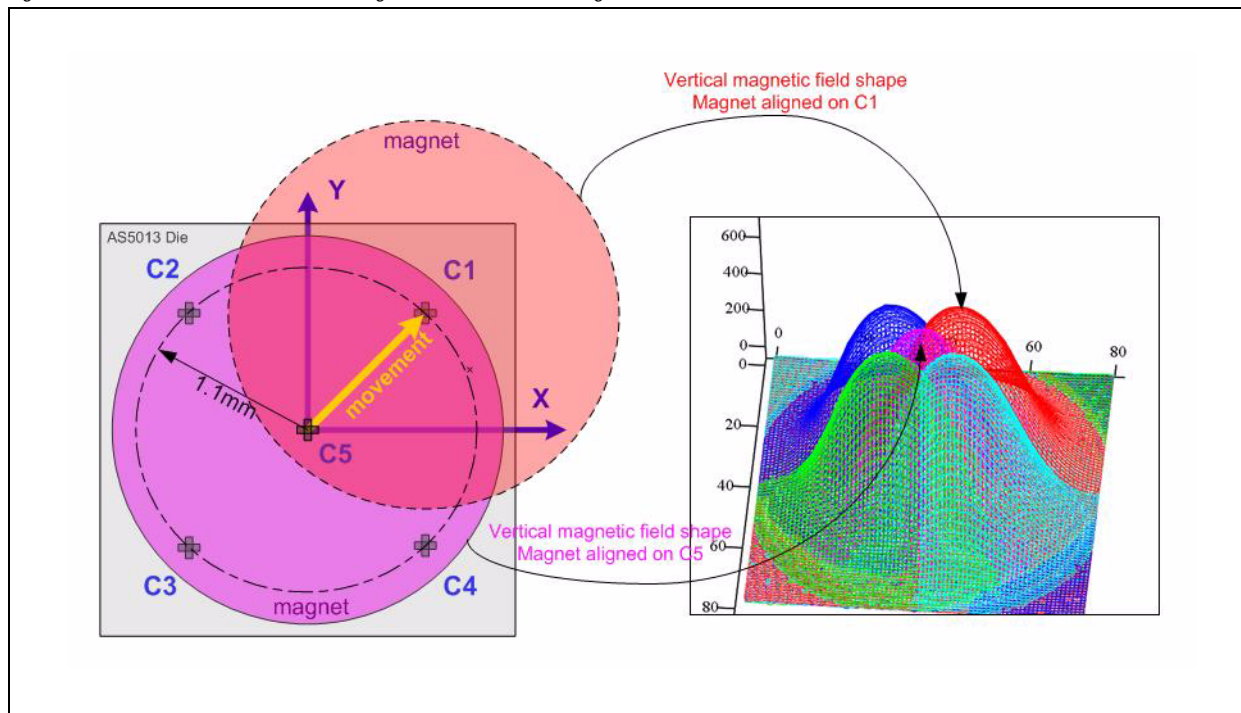 Vertical magnetic field shape
Magnet aligned on C1
magnet
Y
AS5013 Die
C2
C1
movement
1.1mm
X
C5
C3
C4
magnet
Vertical magnetic field shape
Magnet aligned on C5
600
400
200
0
0
0
60
80
20
40
60
80